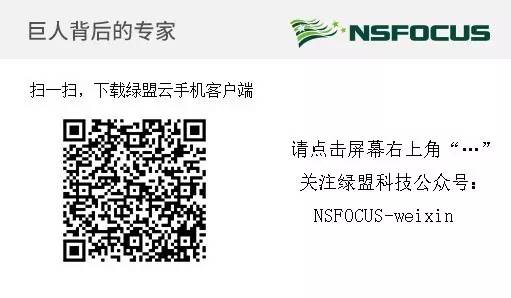 巨人背后的专家
NSFOCUS
扫一扫，下载绿盟云手机客户端
请点击屏幕右上角“…”
关注绿盟科技公众号：
NSFOCUS-weixin